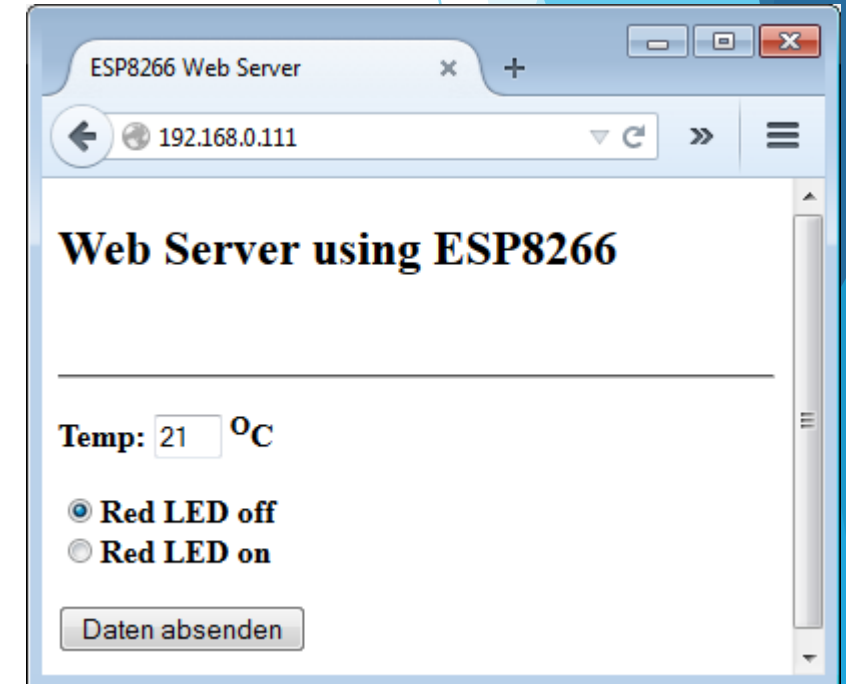 ESP8266 Web Server
192.168.0.111
Web Server using ESP8266
Temp: 21 ºC
Red LED off
Red LED on
Daten absenden